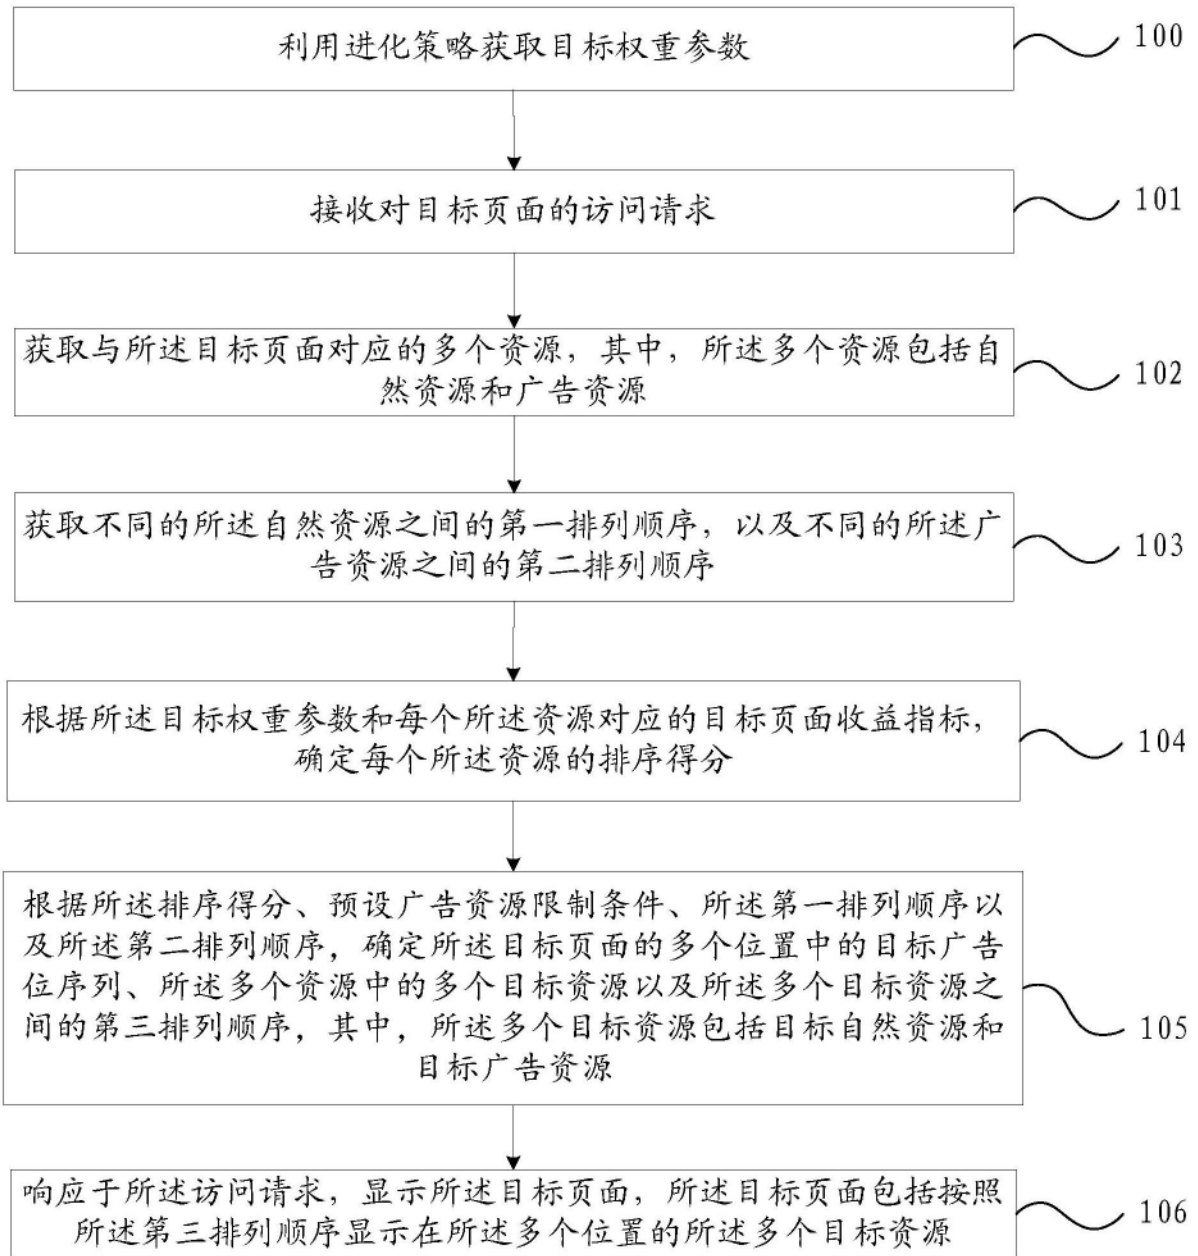 利用进化策略获取目标权重参数
100
接收对目标页面的访问请求
101
获取与所述目标页面对应的多个资源，其中，所述多个资源包括自
然资源和广告资源
102
获取不同的所述自然资源之间的第一排列顺序，以及不同的所述广
告资源之间的第二排列顺序
103
根据所述目标权重参数和每个所述资源对应的目标页面收益指标，
确定每个所述资源的排序得分
104
根据所述排序得分、预设广告资源限制条件、所述第一排列顺序以
及所述第二排列顺序，确定所述目标页面的多个位置中的目标广告
位序列、所述多个资源中的多个目标资源以及所述多个目标资源之
间的第三排列顺序，其中，所述多个目标资源包括目标自然资源和
目标广告资源
105
响应于所述访问请求，显示所述目标页面，所述目标页面包括按照
所述第三排列顺序显示在所述多个位置的所述多个目标资源
106